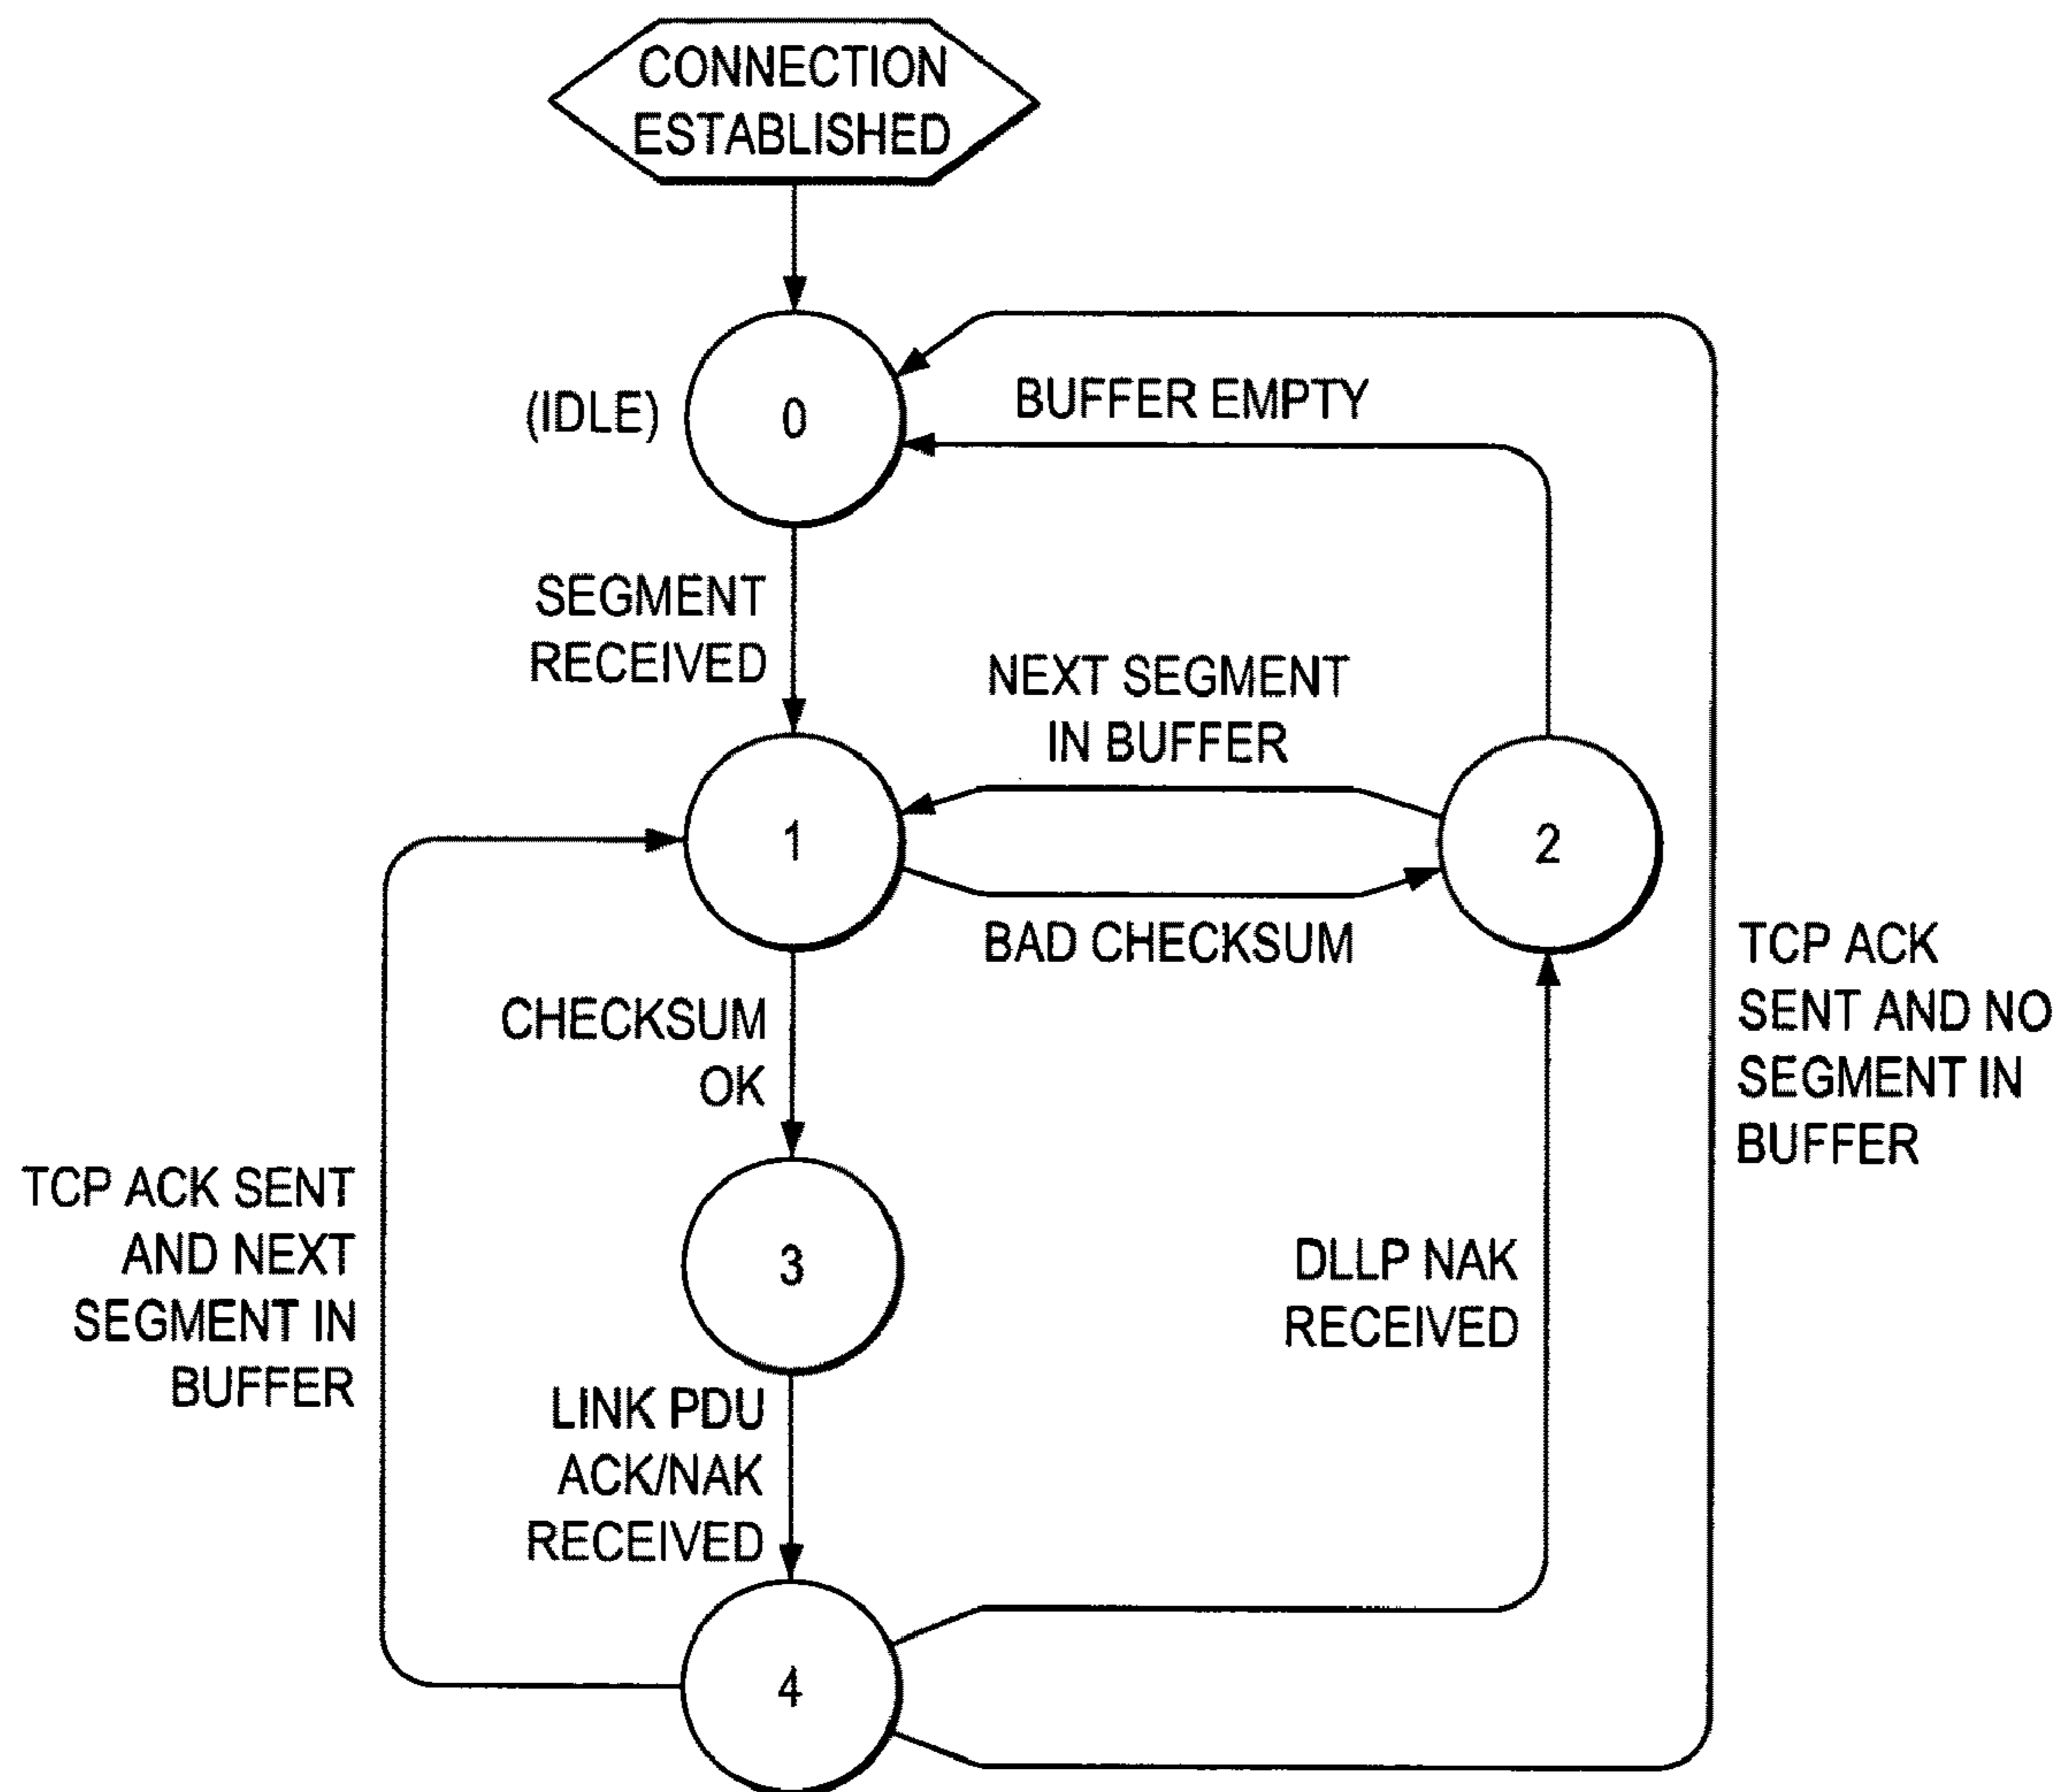 CONNECTION
ESTABLISHED
(IDLE)
0
BUFFER EMPTY
SEGMENT
RECEIVED
NEXT SEGMENT
IN BUFFER
1
2
BAD CHECKSUM
TCP ACK
SENT AND NO
SEGMENT IN
BUFFER
CHECKSUM
OK
TCP ACK SENT
AND NEXT
SEGMENT IN
BUFFER
3
DLLP NAK
RECEIVED
LINK PDU
ACK/NAK
RECEIVED
4